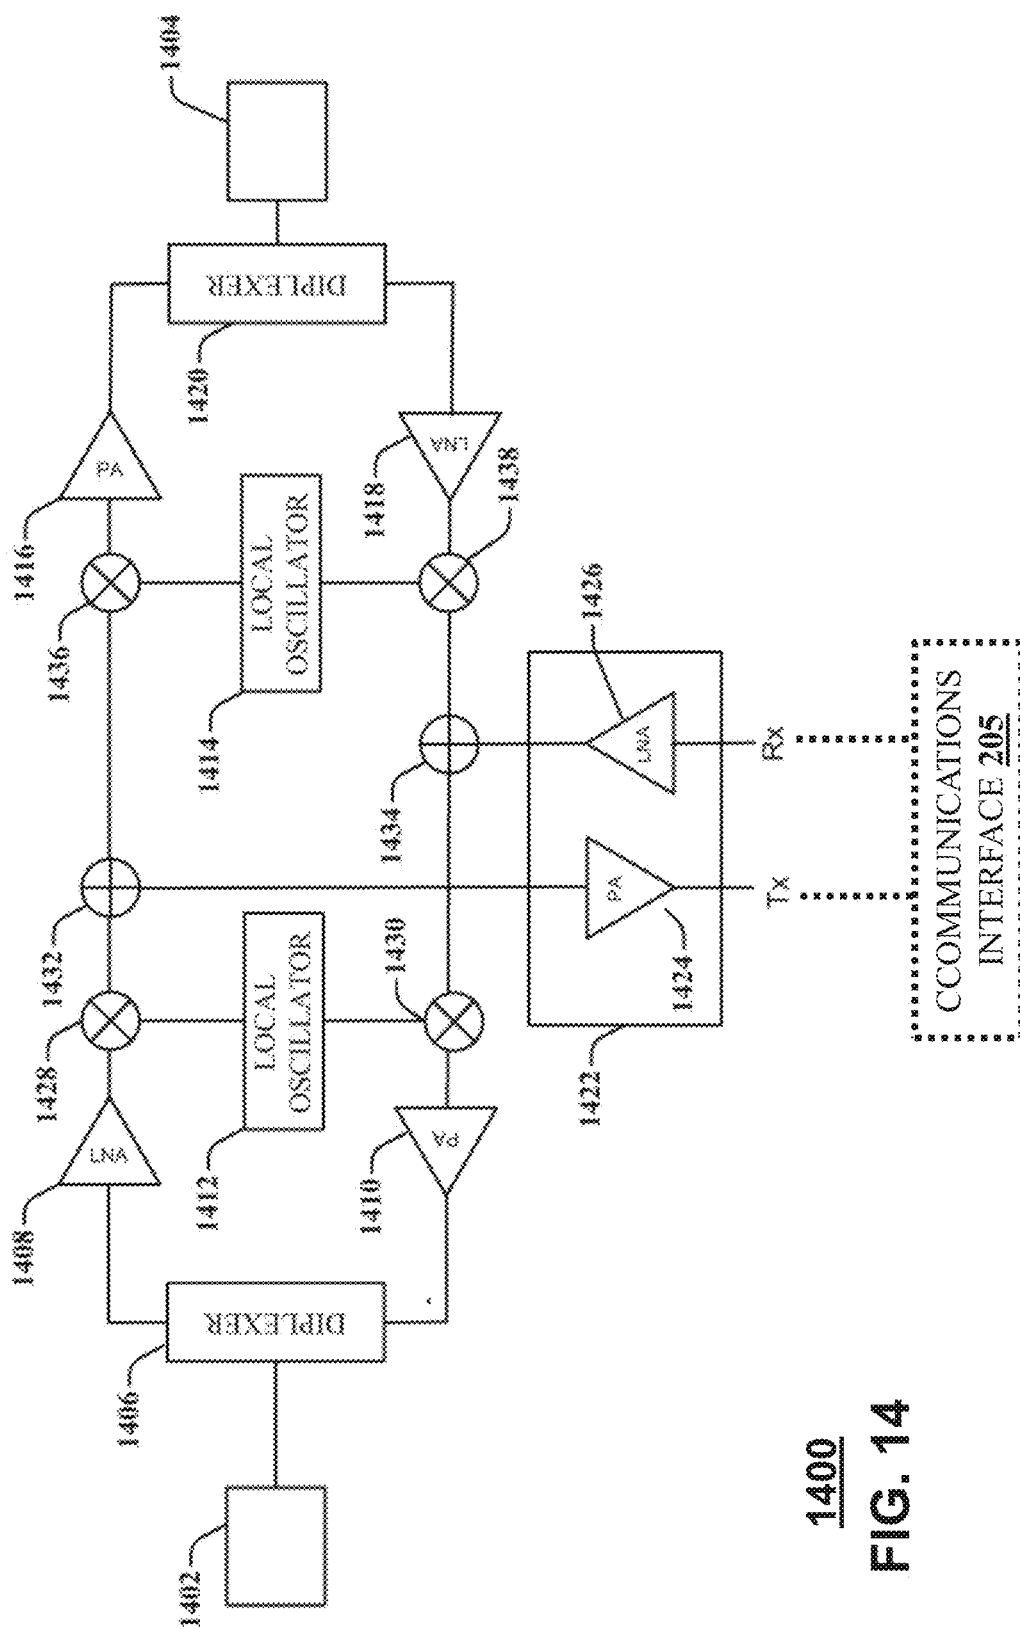 1404
DIPLEXER
1420
PA
1416
LNA
1418
1438
1436
LOCAL
OSCILLATOR
1414
1434
1426
LNA
Rx
1432
1430
PA
1424
Tx
1428
LOCAL
OSCILLATOR
1412
1422
CCOMMUNICATIONS
INTERFACE 205
LNA
1408
PA
1410
DIPLEXER
1406
1402
1400
FIG. 14